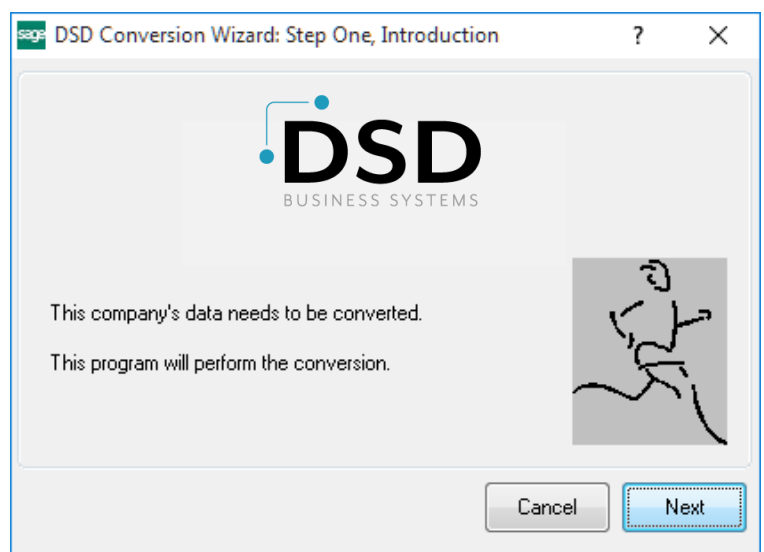 sage DSD Conversion Wizard: Step One, Introduction ?
DSD
BUSINESS SYSTEMS
This company's data needs to be converted.
This program will perform the conversion.
Cancel Next